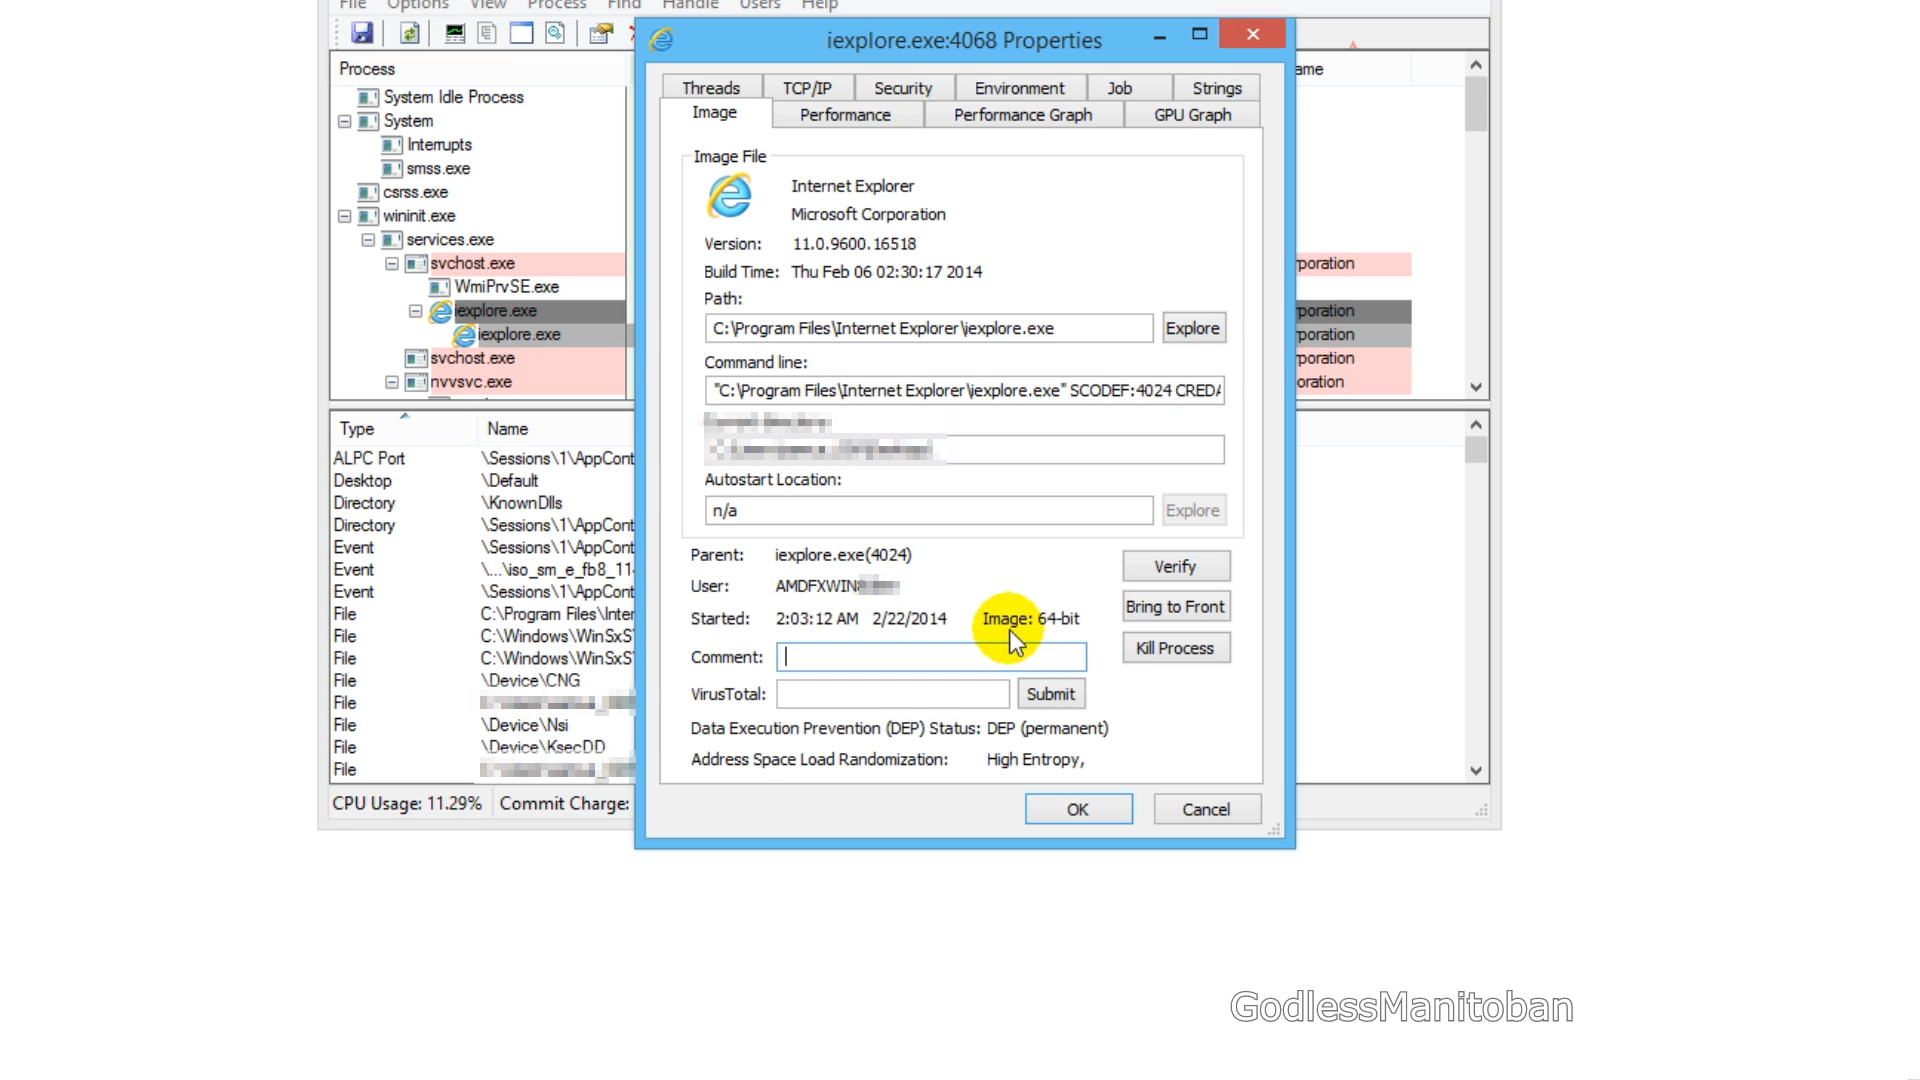 File Options View Process Find Handle Users Help
iexplore.exe:4068 Properties
Process
ame
System Idle Process
System
Interrupts
smss.exe
csrss.exe
wininit.exe
services.exe
svchost.exe
poration
WmiPrvSE.exe
iexplore.exe
poration
iexplore.exe
poration
svchost.exe
poration
nvvsvc.exe
oration
Threads TCP/IP Security Environment Job Strings
Image Performance Performance Graph GPU Graph
Image File
Internet Explorer
Microsoft Corporation
Version: 11.0.9600.16518
Build Time: Thu Feb 06 02:30:17 2014
Path:
C:\Program Files\Internet Explorer\iexplore.exe Explore
Command line:
"C:\Program Files\Internet Explorer\iexplore.exe" SCODEF:4024 CREDA
Autostart Location:
n/a Explore
Parent: iexplore.exe(4024) Verify
User: AMDFXWIN
Bring to Front
Started: 2:03:12 AM 2/22/2014 Image: 64-bit
Kill Process
Comment:
VirusTotal: Submit
Data Execution Prevention (DEP) Status: DEP (permanent)
Address Space Load Randomization: High Entropy,
OK Cancel
Type Name
ALPC Port \Sessions\1\AppCont
Desktop \Default
Directory \KnownDlls
Directory \Sessions\1\AppCont
Event \Sessions\1\AppCont
Event \...\iso_sm_e_fb8_11
Event \Sessions\1\AppCont
File C:\Program Files\Inter
File C:\Windows\WinSxS
File C:\Windows\WinSxS
File \Device\CNG
File
File \Device\Nsi
File \Device\KsecDD
File
CPU Usage: 11.29% Commit Charge:
GodlessManitoban